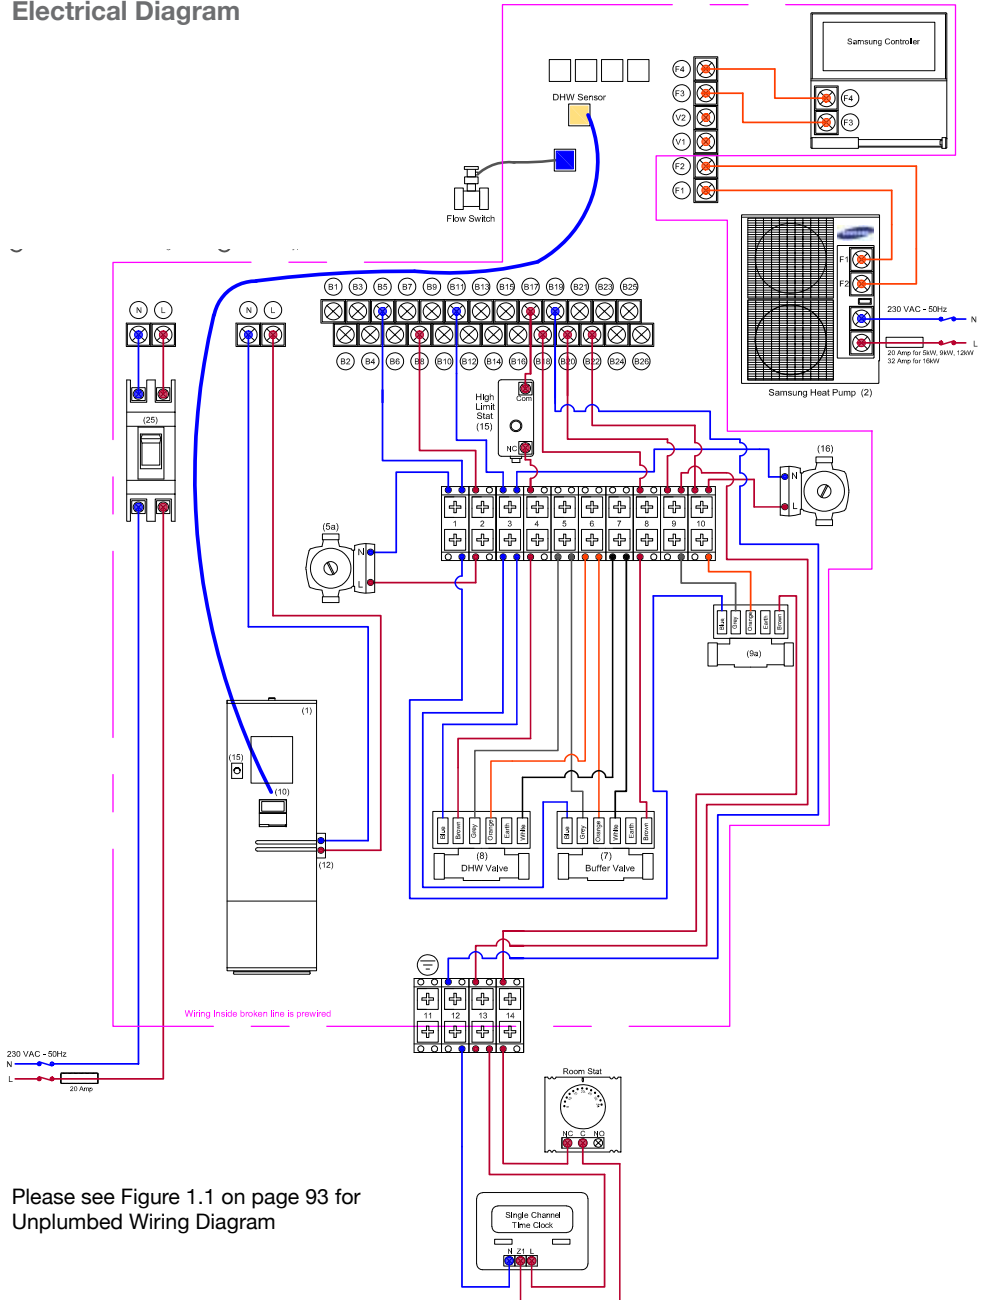 Electrical Diagram
Samsung Controller
F4
F3
F4
F3
V2
V1
F2
F1
DHW Sensor
Flow Switch
SAMSUNG
F1
F2
230 VAC - 50Hz
N
L
20 Amp for 5kW, 9kW, 12kW
32 Amp for 16kW
Samsung Heat Pump (2)
N L
N L
B1 B3 B5 B7 B9 B11 B13 B15 B17 B19 B21 B23 B25
B2 B4 B6 B8 B10 B12 B14 B16 B18 B20 B22 B24 B26
(25)
High
Limit
Stat
(15)
Com
NC
(16)
N
L
(5a)
N
L
1 2 3 4 5 6 7 8 9 10
Blue Grey Orange Earth Brown
(9a)
(1)
(15)
(10)
(12)
Blue Brown Grey Orange Earth White
(8)
DHW Valve
Blue Grey Orange White Earth Brown
(7)
Buffer Valve
Wiring Inside broken line is prewired
11 12 13 14
230 VAC - 50Hz
N
L
20 Amp
Room Stat
NC C NO
Please see Figure 1.1 on page 93 for
Unplumbed Wiring Diagram
Single Channel
Time Clock
N Z1 L